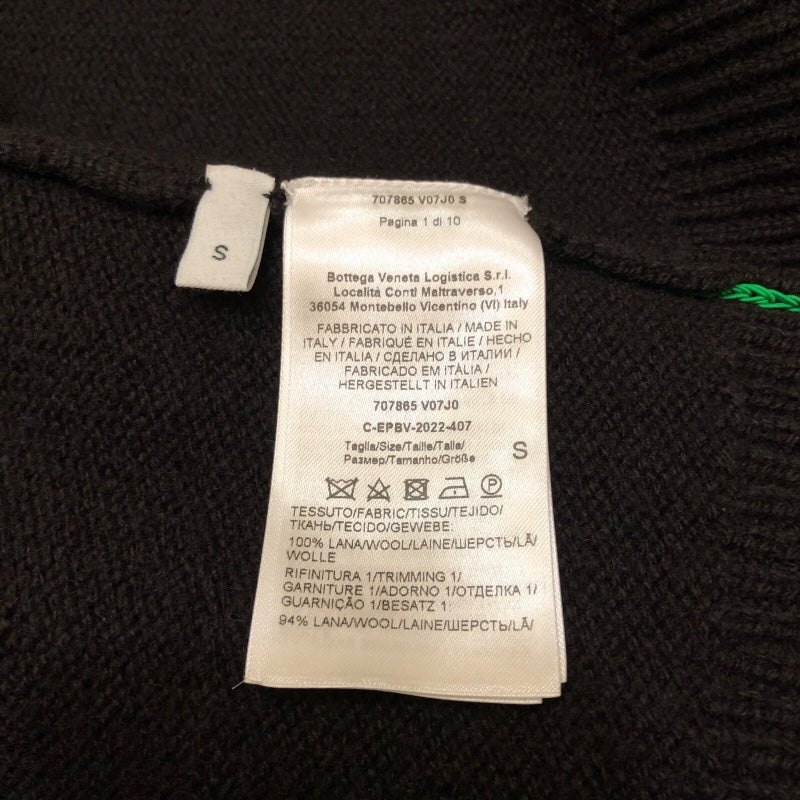 S
707865 V07J0 S
Pagina 1 di 10
Bottega Veneta Logistica S.r.l.
Località Conti Maltraverso,1
36054 Montebello Vicentino (VI) Italy
FABBRICATO IN ITALIA / MADE IN
ITALY / FABRIQUÉ EN ITALIE / HECHO
EN ITALIA / СДЕЛАНО В ИТАЛИИ /
FABRICADO EM ITÁLIA /
HERGESTELLT IN ITALIEN
707865 V07J0
C-EPBV-2022-407
Taglia/Size/Taille/Talla/
Размер/Tamanho/Größe
S
P
TESSUTO/FABRIC/TISSU/TEJIDO/
ТКАНЬ/TECIDO/GEWEBE:
100% LANA/WOOL/LAINE/ШЕРСТЬ/LÃ/
WOLLE
RIFINITURA 1/TRIMMING 1/
GARNITURE 1/ADORNO 1/ОТДЕЛКА 1/
GUARNIÇÃO 1/BESATZ 1:
94% LANA/WOOL/LAINE/ШЕРСТЬ/LÃ/